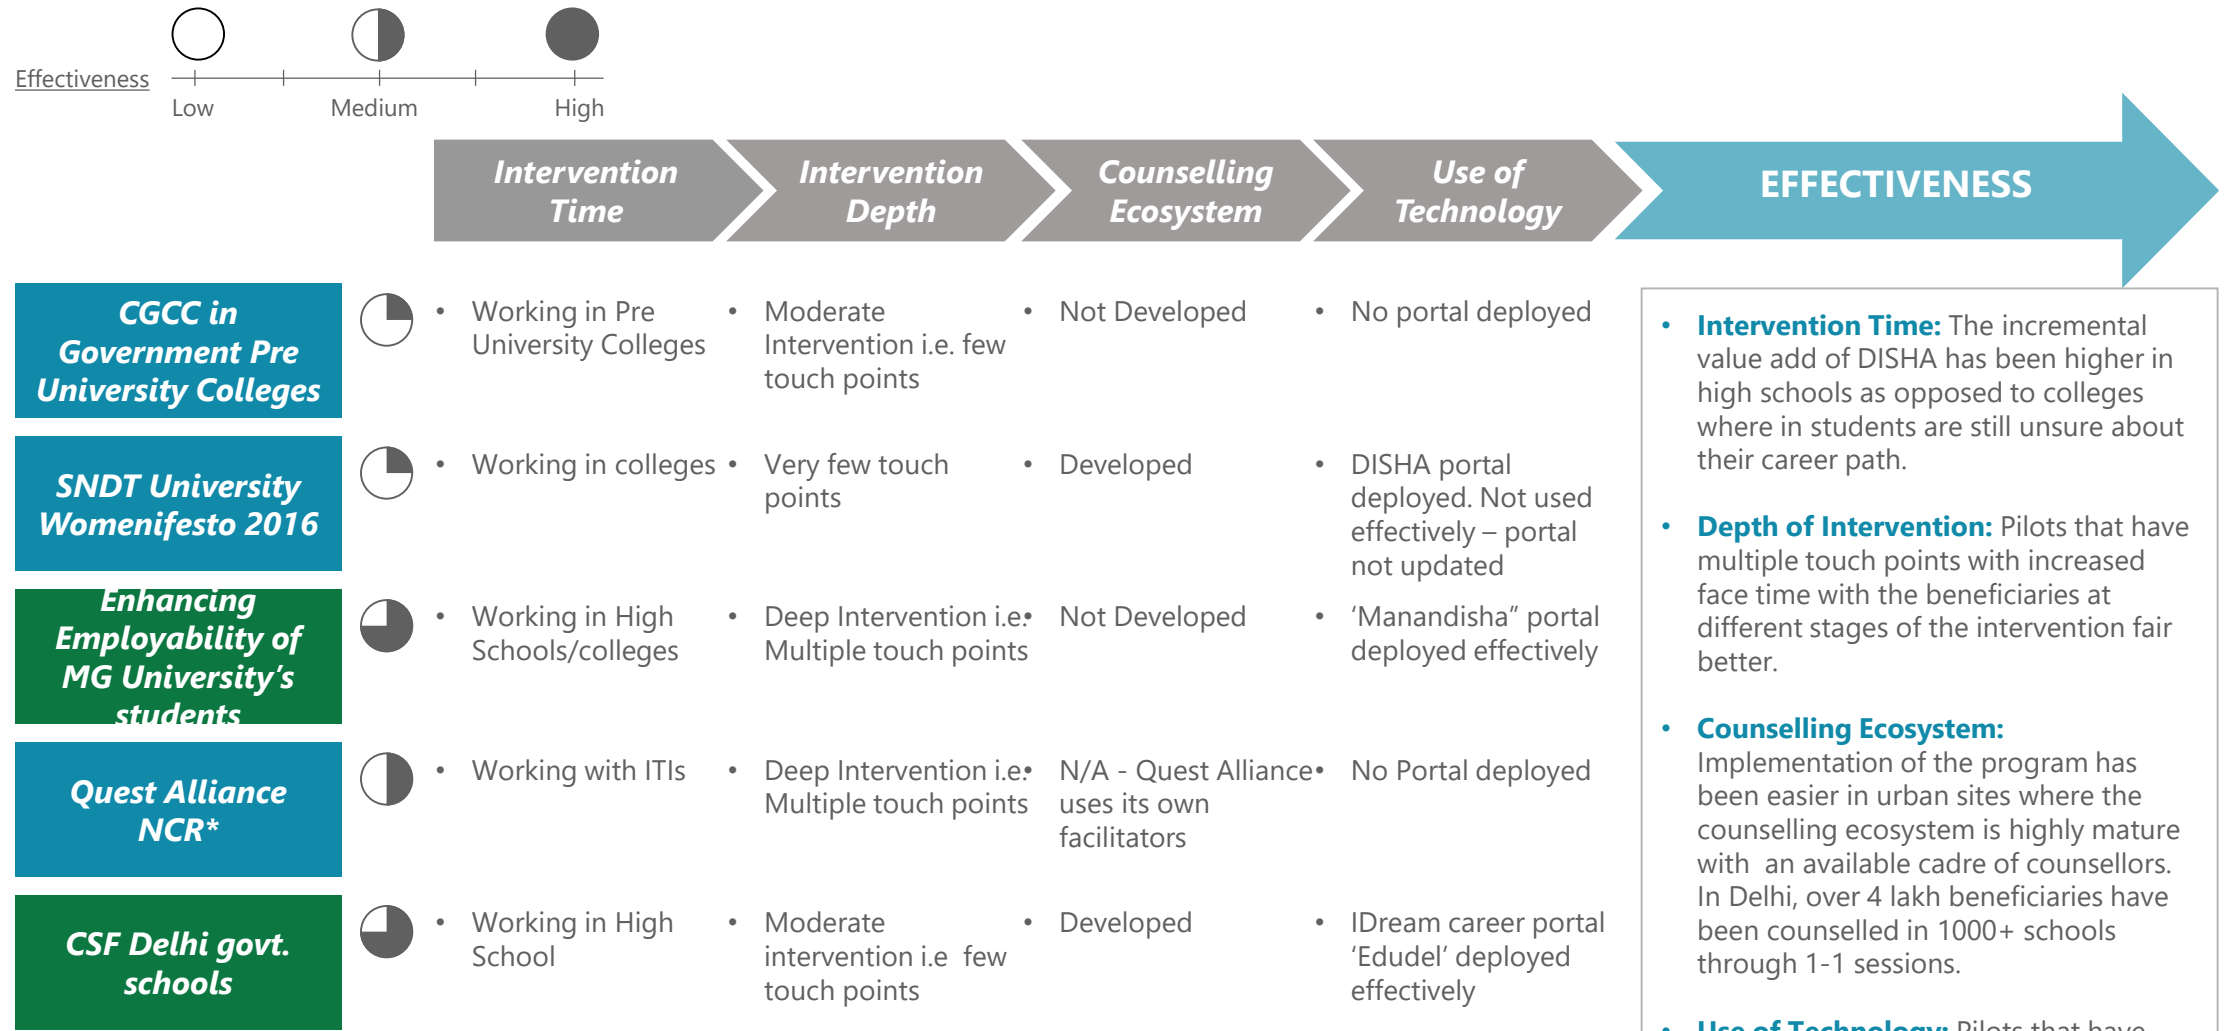 Effectiveness
Low
Medium
High
Intervention
Time
Intervention
Depth
Counselling
Ecosystem
Use of
Technology
EFFECTIVENESS
CGCC in
Government Pre
University Colleges
• Working in Pre
University Colleges
• Moderate
Intervention i.e. few
touch points
• Not Developed
• No portal deployed
SNDT University
Womenifesto 2016
• Working in colleges
• Very few touch
points
• Developed
• DISHA portal
deployed. Not used
effectively – portal
not updated
Enhancing
Employability of
MG University's
students
• Working in High
Schools/colleges
• Deep Intervention i.e.
Multiple touch points
• Not Developed
• ‘Manandisha” portal
deployed effectively
Quest Alliance
NCR*
• Working with ITIs
• Deep Intervention i.e.
Multiple touch points
• N/A - Quest Alliance
uses its own
facilitators
• No Portal deployed
CSF Delhi govt.
schools
• Working in High
School
• Moderate
intervention i.e few
touch points
• Developed
• IDream career portal
‘Edudel’ deployed
effectively
• Intervention Time: The incremental
value add of DISHA has been higher in
high schools as opposed to colleges
where in students are still unsure about
their career path.
• Depth of Intervention: Pilots that have
multiple touch points with increased
face time with the beneficiaries at
different stages of the intervention fair
better.
• Counselling Ecosystem:
Implementation of the program has
been easier in urban sites where the
counselling ecosystem is highly mature
with an available cadre of counsellors.
In Delhi, over 4 lakh beneficiaries have
been counselled in 1000+ schools
through 1-1 sessions.
• Use of Technology: Pilots that have